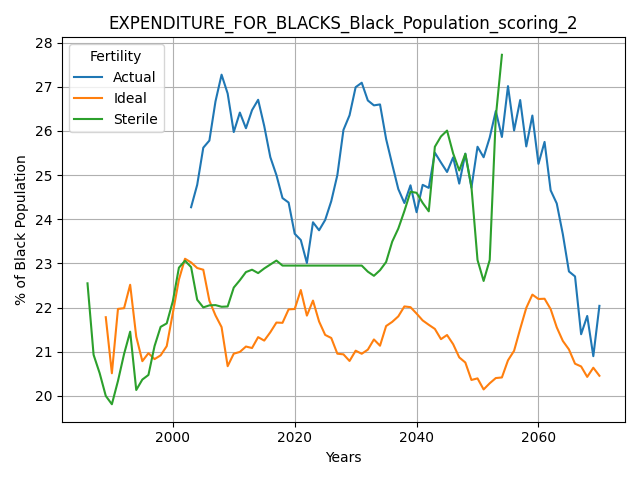 EXPENDITURE_FOR_BLACKS_Black_Population_scoring_2
Fertility
Actual
Ideal
Sterile
% of Black Population
28
27
26
25
24
23
22
21
20
2000
2020
2040
2060
Years